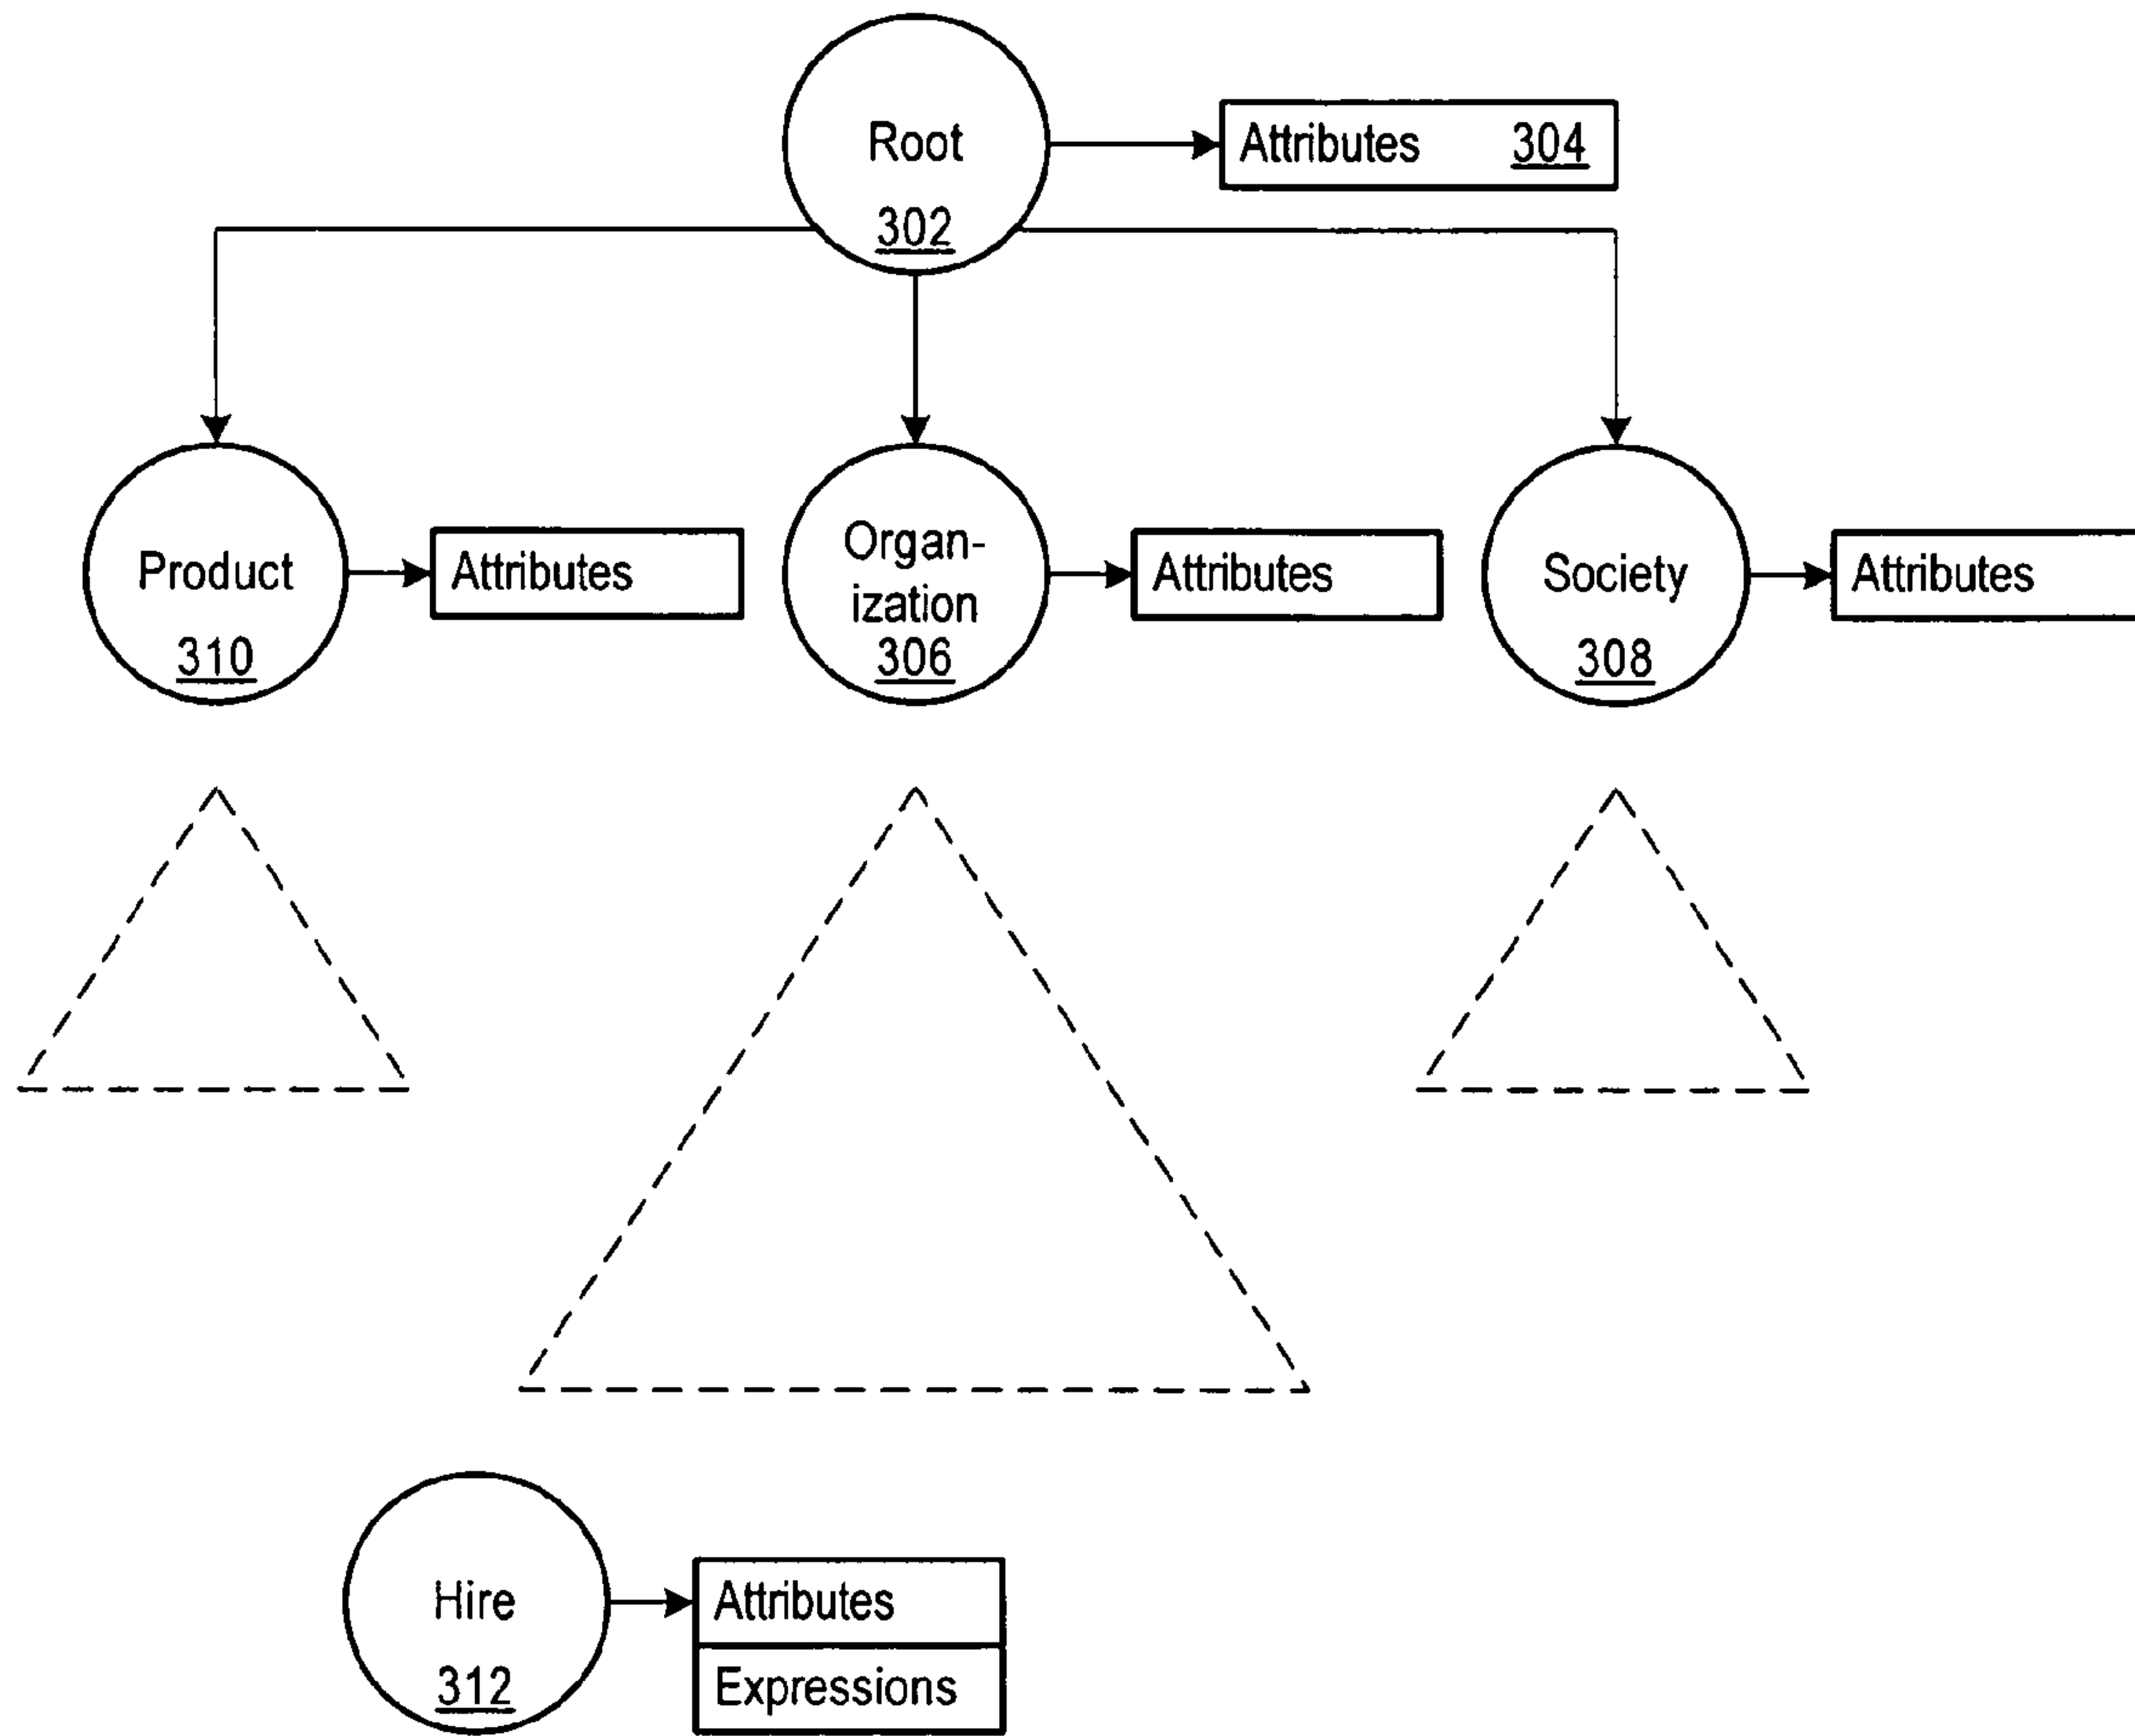 Root
302
Attributes 304
Product
310
Attributes
Organ-
ization
306
Attributes
Society
308
Attributes
Hire
312
Attributes
Expressions